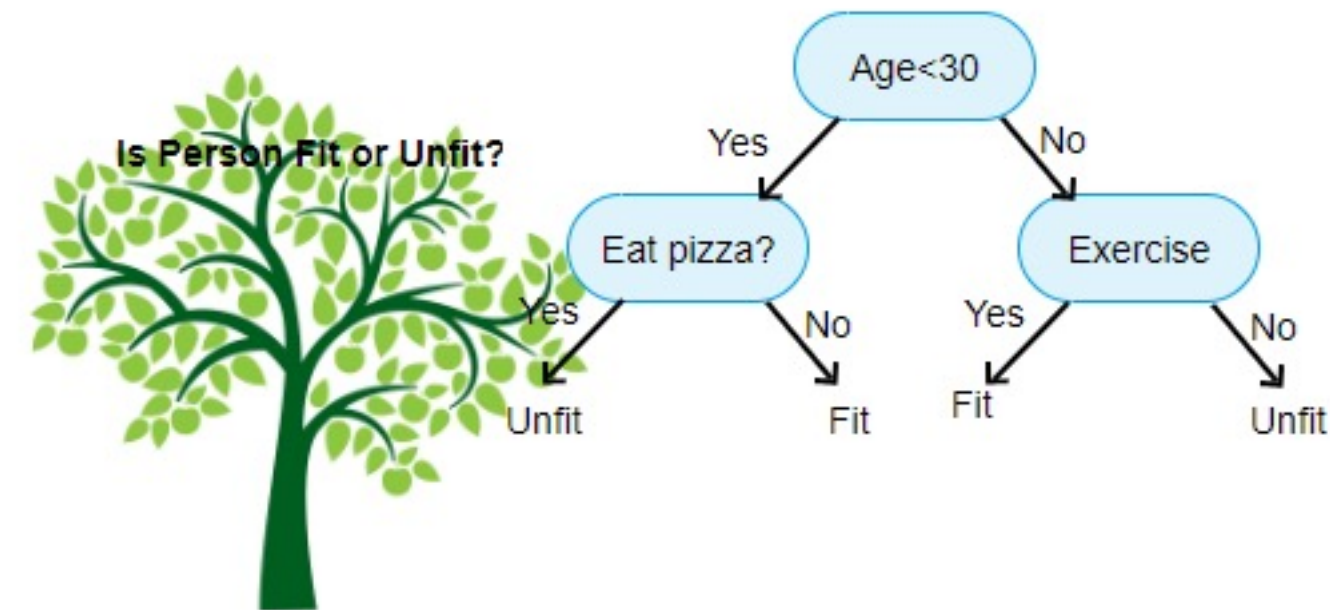 Age<30
Is Person Fit or Unfit?
Yes
No
Eat pizza?
Exercise
Yes
No
Yes
No
Unfit
Fit
Fit
Unfit